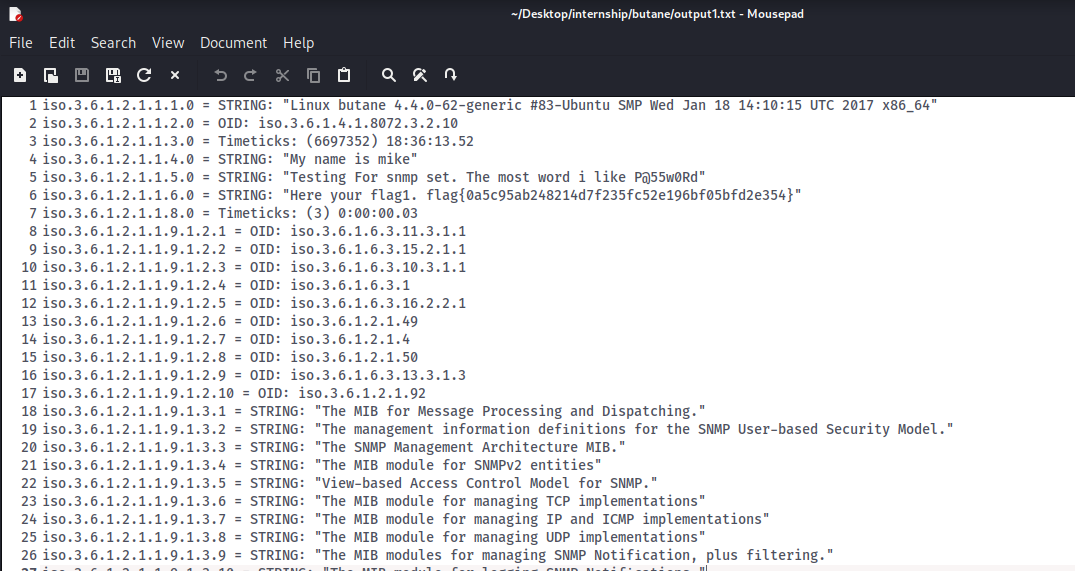 ~/Desktop/internship/butane/output1.txt - Mousepad
File Edit Search View Document Help
1 iso.3.6.1.2.1.1.1.0 = STRING: "Linux butane 4.4.0-62-generic #83-Ubuntu SMP Wed Jan 18 14:10:15 UTC 2017 x86_64"
2 iso.3.6.1.2.1.1.2.0 = OID: iso.3.6.1.4.1.8072.3.2.10
3 iso.3.6.1.2.1.1.3.0 = Timeticks: (6697352) 18:36:13.52
4 iso.3.6.1.2.1.1.4.0 = STRING: "My name is mike"
5 iso.3.6.1.2.1.1.5.0 = STRING: "Testing For snmp set. The most word i like P@55w0Rd"
6 iso.3.6.1.2.1.1.6.0 = STRING: "Here your flag1. flag{0a5c95ab248214d7f235fc52e196bf05bfd2e354}"
7 iso.3.6.1.2.1.1.8.0 = Timeticks: (3) 0:00:00.03
8 iso.3.6.1.2.1.1.9.1.2.1 = OID: iso.3.6.1.6.3.11.3.1.1
9 iso.3.6.1.2.1.1.9.1.2.2 = OID: iso.3.6.1.6.3.15.2.1.1
10 iso.3.6.1.2.1.1.9.1.2.3 = OID: iso.3.6.1.6.3.10.3.1.1
11 iso.3.6.1.2.1.1.9.1.2.4 = OID: iso.3.6.1.6.3.1
12 iso.3.6.1.2.1.1.9.1.2.5 = OID: iso.3.6.1.6.3.16.2.2.1
13 iso.3.6.1.2.1.1.9.1.2.6 = OID: iso.3.6.1.2.1.49
14 iso.3.6.1.2.1.1.9.1.2.7 = OID: iso.3.6.1.2.1.4
15 iso.3.6.1.2.1.1.9.1.2.8 = OID: iso.3.6.1.2.1.50
16 iso.3.6.1.2.1.1.9.1.2.9 = OID: iso.3.6.1.6.3.13.3.1.3
17 iso.3.6.1.2.1.1.9.1.2.10 = OID: iso.3.6.1.2.1.92
18 iso.3.6.1.2.1.1.9.1.3.1 = STRING: "The MIB for Message Processing and Dispatching."
19 iso.3.6.1.2.1.1.9.1.3.2 = STRING: "The management information definitions for the SNMP User-based Security Model."
20 iso.3.6.1.2.1.1.9.1.3.3 = STRING: "The SNMP Management Architecture MIB."
21 iso.3.6.1.2.1.1.9.1.3.4 = STRING: "The MIB module for SNMPv2 entities"
22 iso.3.6.1.2.1.1.9.1.3.5 = STRING: "View-based Access Control Model for SNMP."
23 iso.3.6.1.2.1.1.9.1.3.6 = STRING: "The MIB module for managing TCP implementations"
24 iso.3.6.1.2.1.1.9.1.3.7 = STRING: "The MIB module for managing IP and ICMP implementations"
25 iso.3.6.1.2.1.1.9.1.3.8 = STRING: "The MIB module for managing UDP implementations"
26 iso.3.6.1.2.1.1.9.1.3.9 = STRING: "The MIB modules for managing SNMP Notification, plus filtering."
27 iso.3.6.1.2.1.1.9.1.3.10 = STRING: "The MIB module for logging SNMP Notifications."